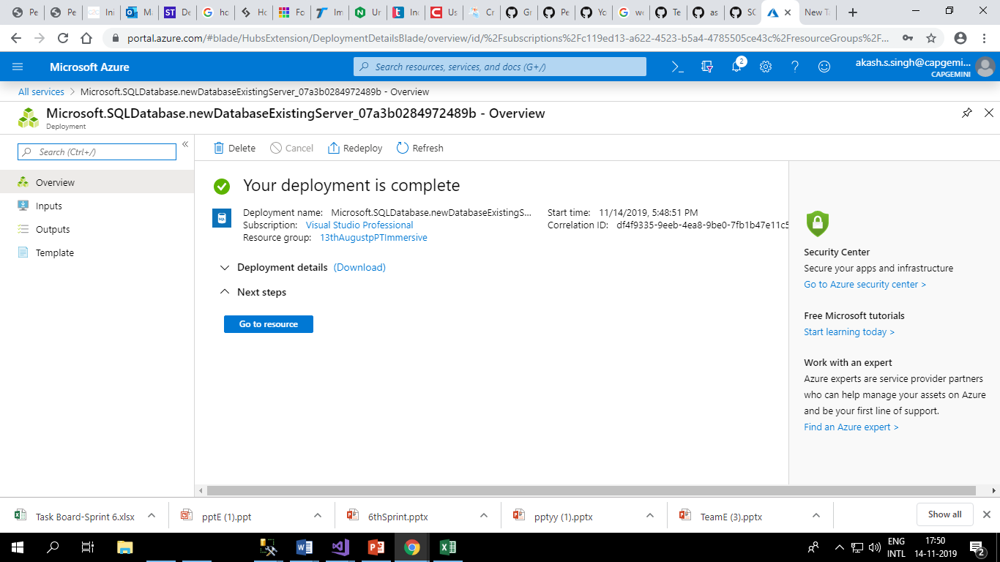 Pe
Pe
Ini
Ma
De
ho
Ho
Fo
Im
Ur
Inc
Us
Cr
Gr
Pe
Yo
we
Te
as
SC
New T
portal.azure.com/#blade/HubsExtension/DeploymentDetailsBlade/overview/id/%2Fsubscriptions%2Fc119ed13-a622-4523-b5a4-4785505ce43c%2FresourceGroups%2F...
Microsoft Azure
Search resources, services, and docs (G+/)
2
akash.s.singh@capgemi...
CAPGEMINI
All services > Microsoft.SQLDatabase.newDatabaseExistingServer_07a3b0284972489b - Overview
Microsoft.SQLDatabase.newDatabaseExistingServer_07a3b0284972489b - Overview
Deployment
Search (Ctrl+/)
«
Overview
Inputs
Outputs
Template
Delete Cancel Redeploy Refresh
Your deployment is complete
SQL
Deployment name: Microsoft.SQLDatabase.newDatabaseExistingS...
Subscription: Visual Studio Professional
Resource group: 13thAugustpPTImmersive
Start time: 11/14/2019, 5:48:51 PM
Correlation ID: df4f9335-9eeb-4ea8-9be0-7fb1b47e11c5
Deployment details (Download)
Next steps
Go to resource
Security Center
Secure your apps and infrastructure
Go to Azure security center >
Free Microsoft tutorials
Start learning today >
Work with an expert
Azure experts are service provider partners
who can help manage your assets on Azure
and be your first line of support.
Find an Azure expert >
Task Board-Sprint 6.xlsx
pptE (1).ppt
6thSprint.pptx
pptyy (1).pptx
TeamE (3).pptx
Show all
ENG
INTL
17:50
14-11-2019
2